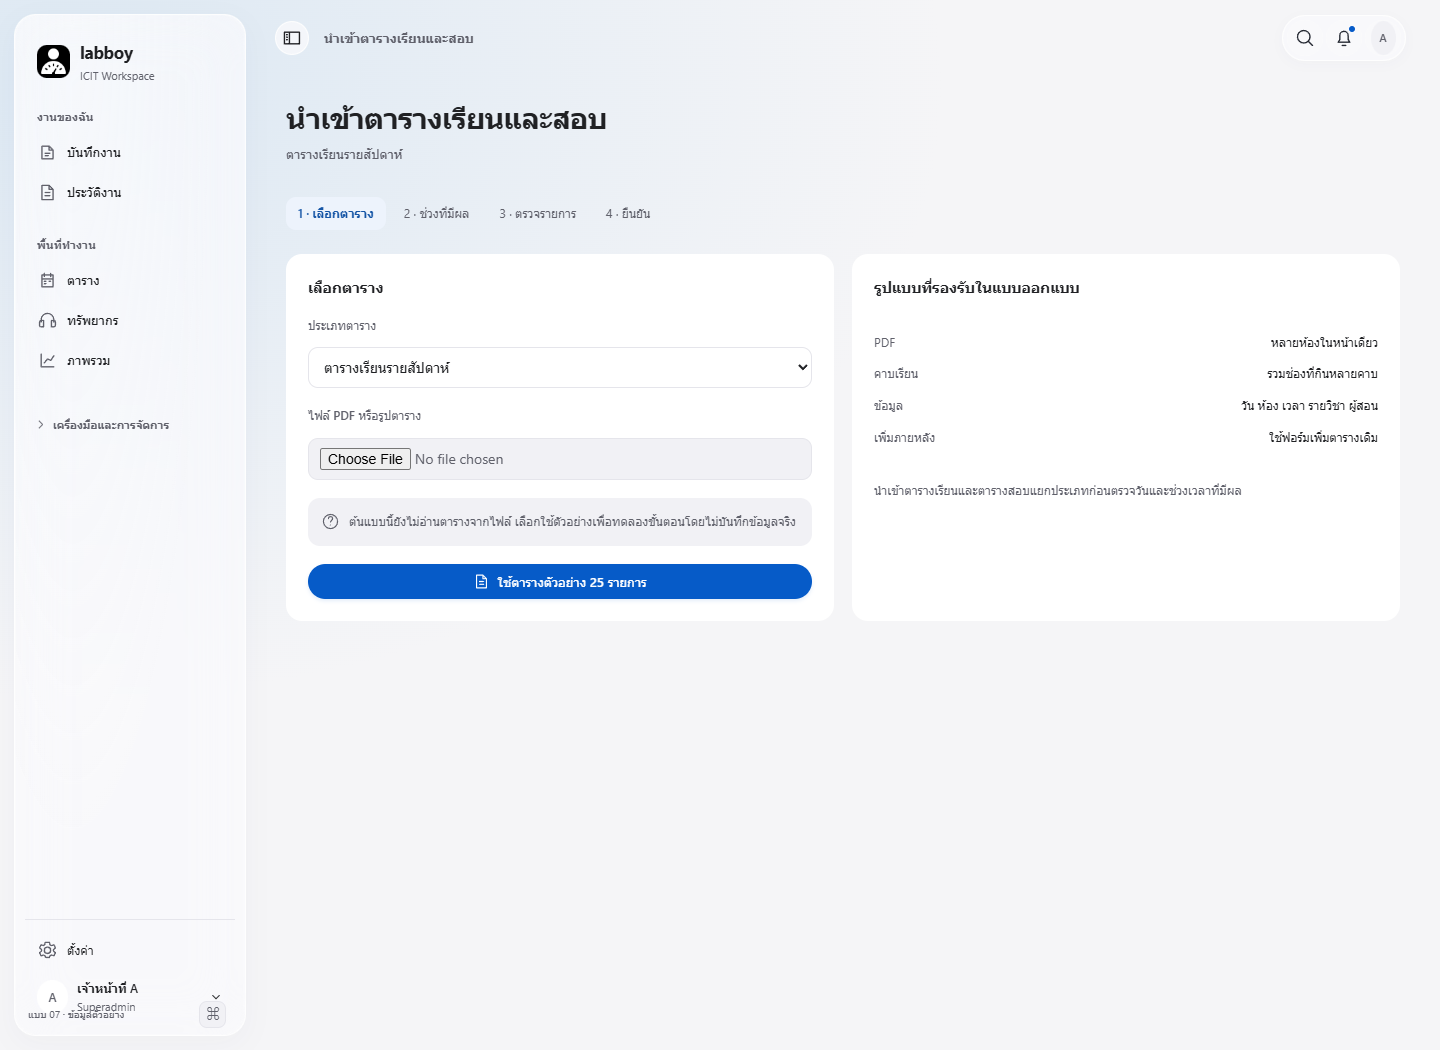 labboy
ICIT Workspace
งานของฉัน
บันทึกงาน
ประวัติงาน
พื้นที่ทำงาน
ตาราง
ทรัพยากร
ภาพรวม
เครื่องมือและการจัดการ
ตั้งค่า
A
เจ้าหน้าที่ A
Superadmin
แบบ 07 · ข้อมูลตัวอย่าง
นำเข้าตารางเรียนและสอบ
A
นำเข้าตารางเรียนและสอบ
ตารางเรียนรายสัปดาห์
1 · เลือกตาราง
2 · ช่วงที่มีผล
3 · ตรวจรายการ
4 · ยืนยัน
เลือกตาราง
ประเภทตาราง
ตารางเรียนรายสัปดาห์
ไฟล์ PDF หรือรูปตาราง
Choose File No file chosen
ต้นแบบนี้ยังไม่อ่านตารางจากไฟล์ เลือกใช้ตัวอย่างเพื่อทดลองขั้นตอนโดยไม่บันทึกข้อมูลจริง
ใช้ตารางตัวอย่าง 25 รายการ
รูปแบบที่รองรับในแบบออกแบบ
PDF หลายห้องในหน้าเดียว
คาบเรียน รวมช่องที่กินหลายคาบ
ข้อมูล วัน ห้อง เวลา รายวิชา ผู้สอน
เพิ่มภายหลัง ใช้ฟอร์มเพิ่มตารางเดิม
นำเข้าตารางเรียนและตารางสอบแยกประเภทก่อนตรวจวันและช่วงเวลาที่มีผล